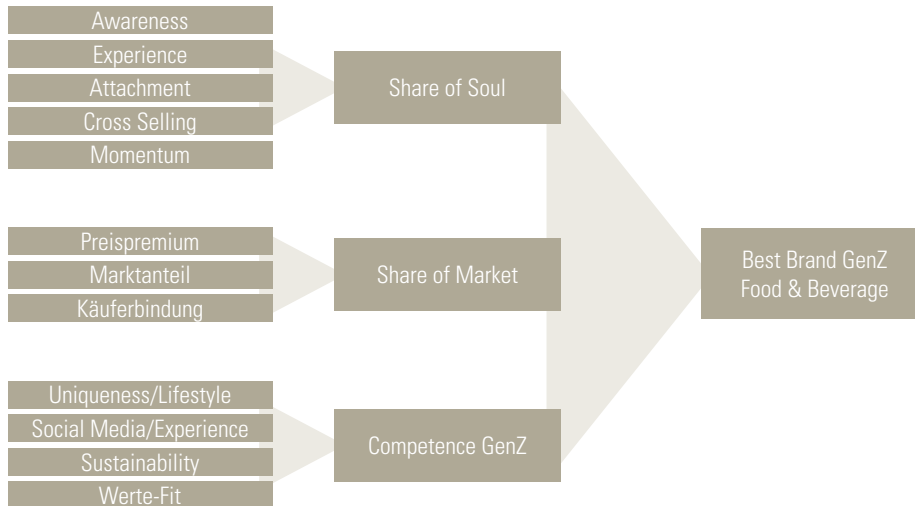 Awareness
Experience
Attachment
Cross Selling
Momentum
Share of Soul
Preispremium
Marktanteil
Käuferbindung
Share of Market
Uniqueness/Lifestyle
Social Media/Experience
Sustainability
Werte-Fit
Competence GenZ
Best Brand GenZ
Food & Beverage